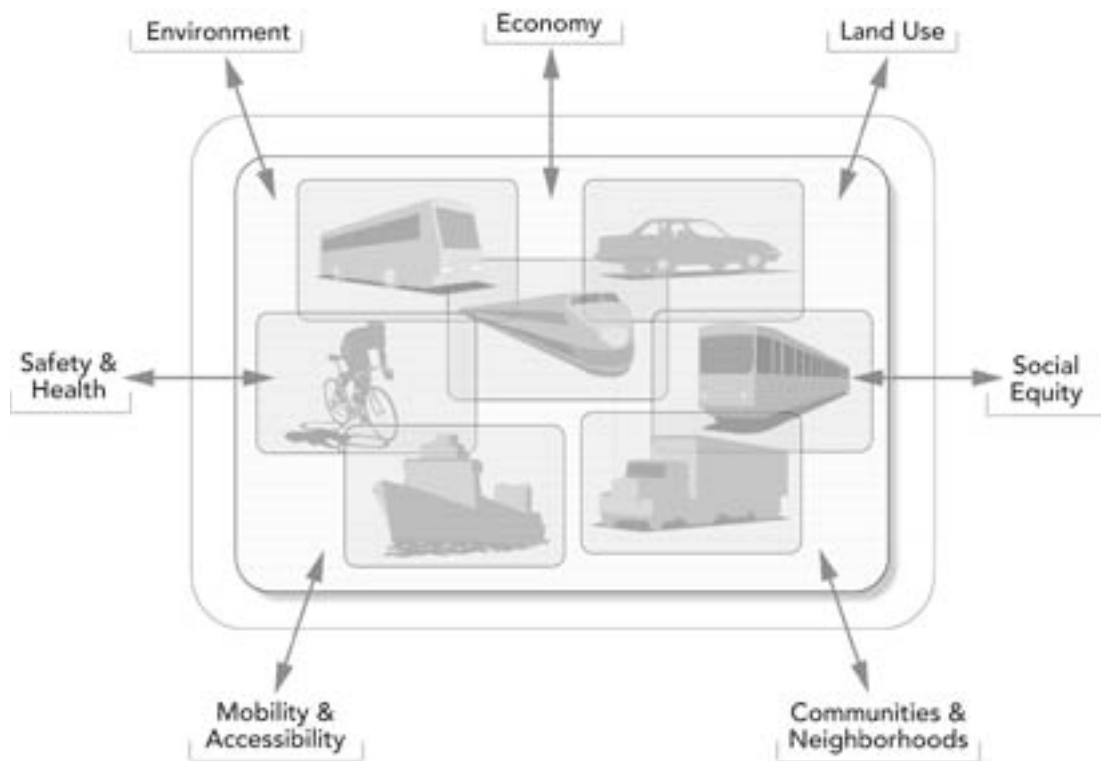 Environment
Economy
Land Use
Safety &
Health
Social
Equity
Mobility &
Accessibility
Communities &
Neighborhoods